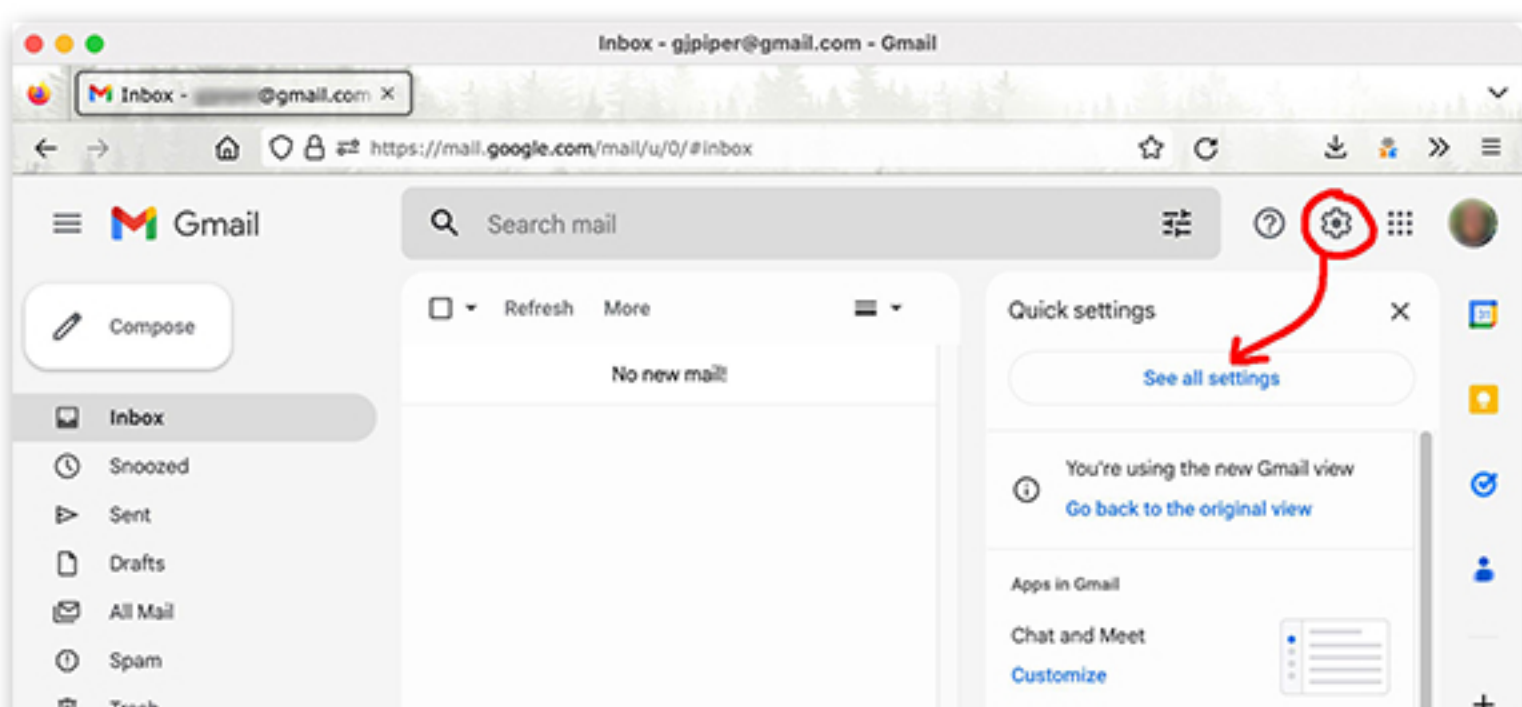 Inbox - gjpiper@gmail.com - Gmail
Inbox - @gmail.com
https://mail.google.com/mail/u/0/#inbox
Gmail
Search mail
Compose
Refresh More
Quick settings
No new mail!
See all settings
Inbox
Snoozed
You're using the new Gmail view
Go back to the original view
Sent
Drafts
All Mail
Apps in Gmail
Chat and Meet
Customize
Spam
Trash
31